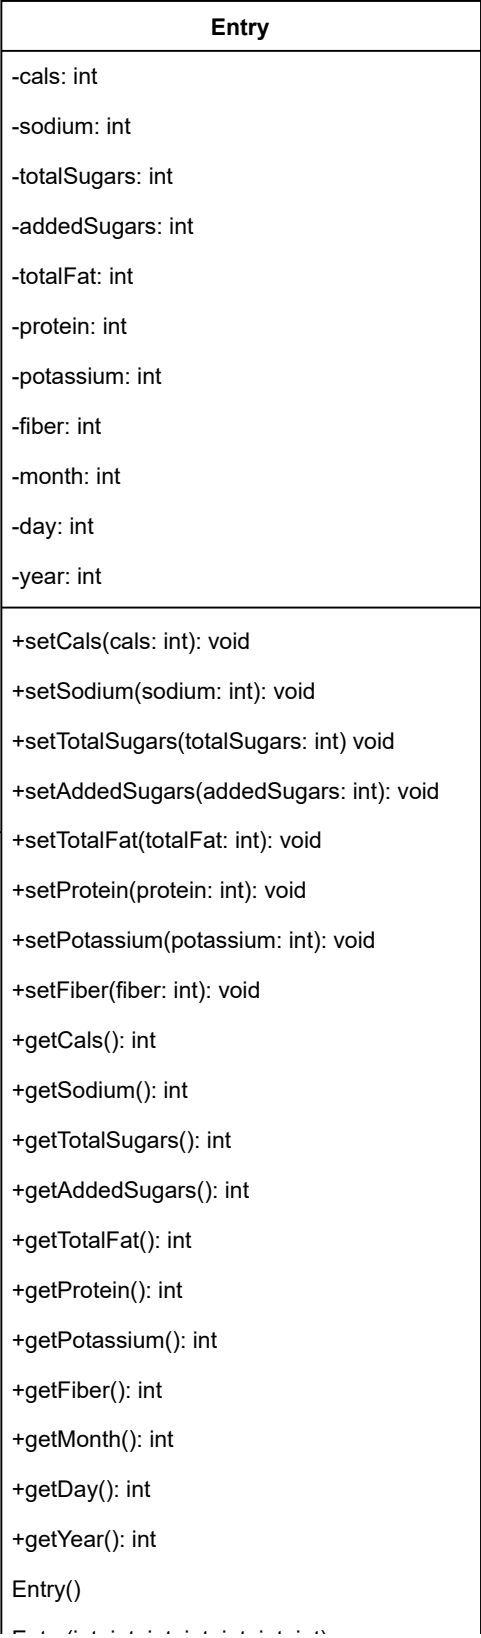 Entry
-cals: int
-sodium: int
-totalSugars: int
-addedSugars: int
-totalFat: int
-protein: int
-potassium: int
-fiber: int
-month: int
-day: int
-year: int
+setCals(cals: int): void
+setSodium(sodium: int): void
+setTotalSugars(totalSugars: int) void
+setAddedSugars(addedSugars: int): void
+setTotalFat(totalFat: int): void
+setProtein(protein: int): void
+setPotassium(potassium: int): void
+setFiber(fiber: int): void
+getCals(): int
+getSodium(): int
+getTotalSugars(): int
+getAddedSugars(): int
+getTotalFat(): int
+getProtein(): int
+getPotassium(): int
+getFiber(): int
+getMonth(): int
+getDay(): int
+getYear(): int
Entry()